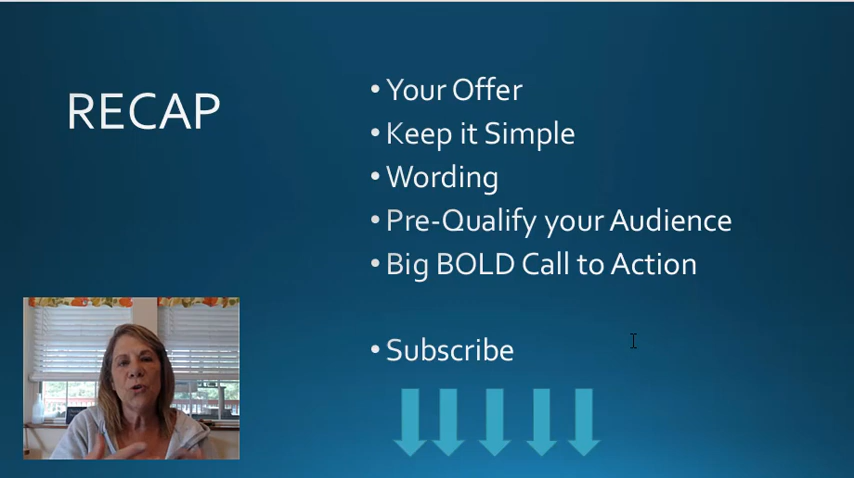 RECAP
• Your Offer
• Keep it Simple
• Wording
• Pre-Qualify your Audience
• Big BOLD Call to Action
• Subscribe